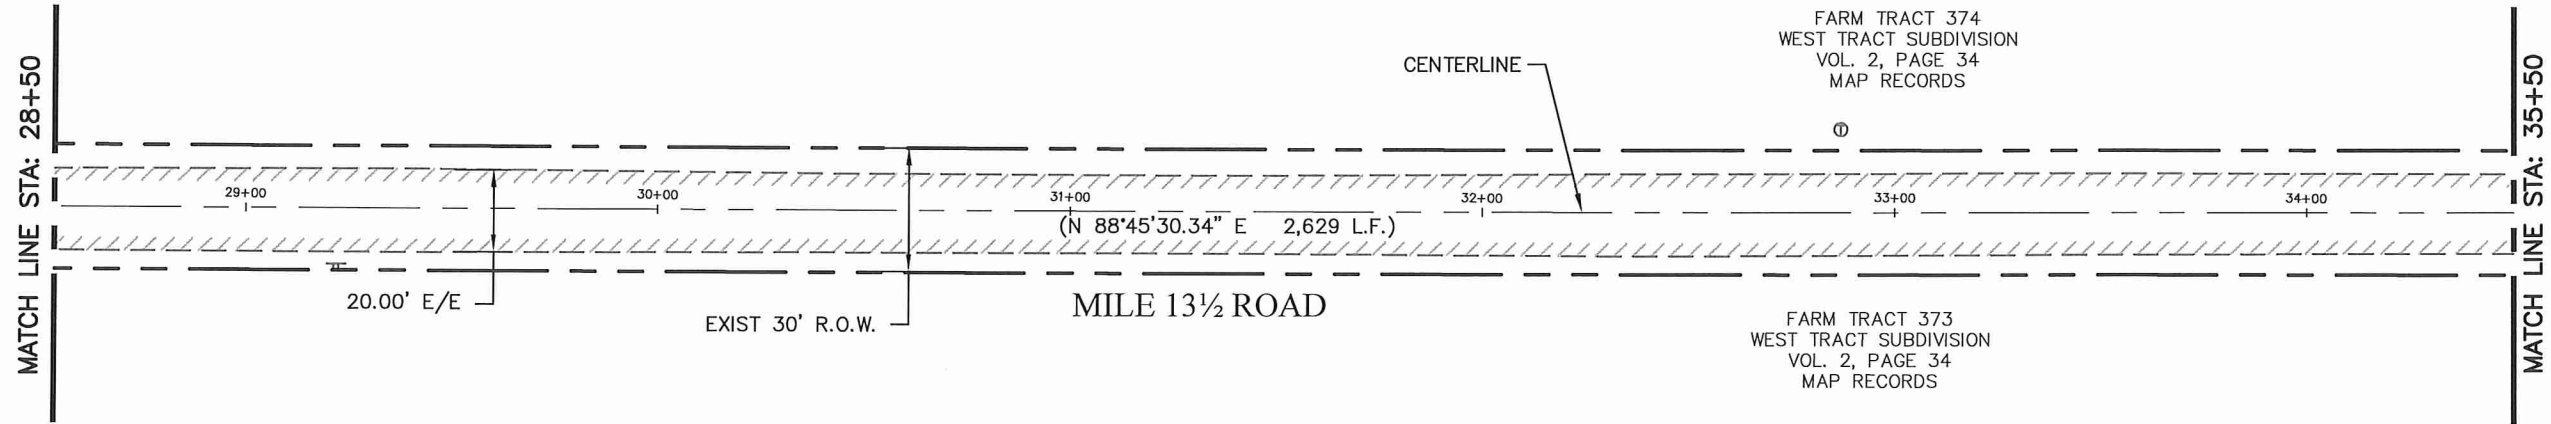 MATCH LINE STA: 28+50
FARM TRACT 374
WEST TRACT SUBDIVISION
VOL. 2, PAGE 34
MAP RECORDS
CENTERLINE
T
29+00
30+00
31+00
32+00
33+00
34+00
(N 88°45'30.34" E 2,629 L.F.)
20.00' E/E
EXIST 30' R.O.W.
MILE 13½ ROAD
FARM TRACT 373
WEST TRACT SUBDIVISION
VOL. 2, PAGE 34
MAP RECORDS
MATCH LINE STA: 35+50